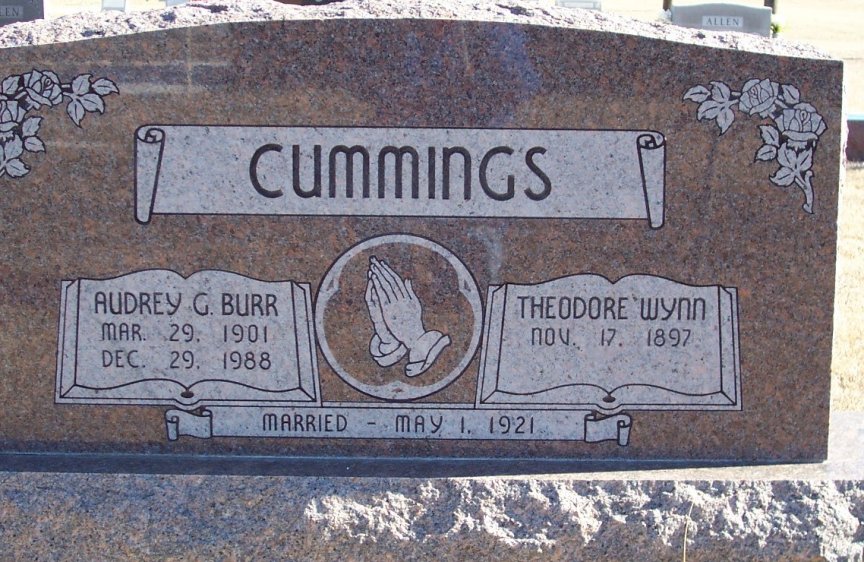 LLEN
ALLEN
CUMMINGS
AUDREY G. BURR
MAR. 29, 1901
DEC. 29, 1988
THEODORE WYNN
NOV. 17, 1897
MARRIED - MAY 1, 1921